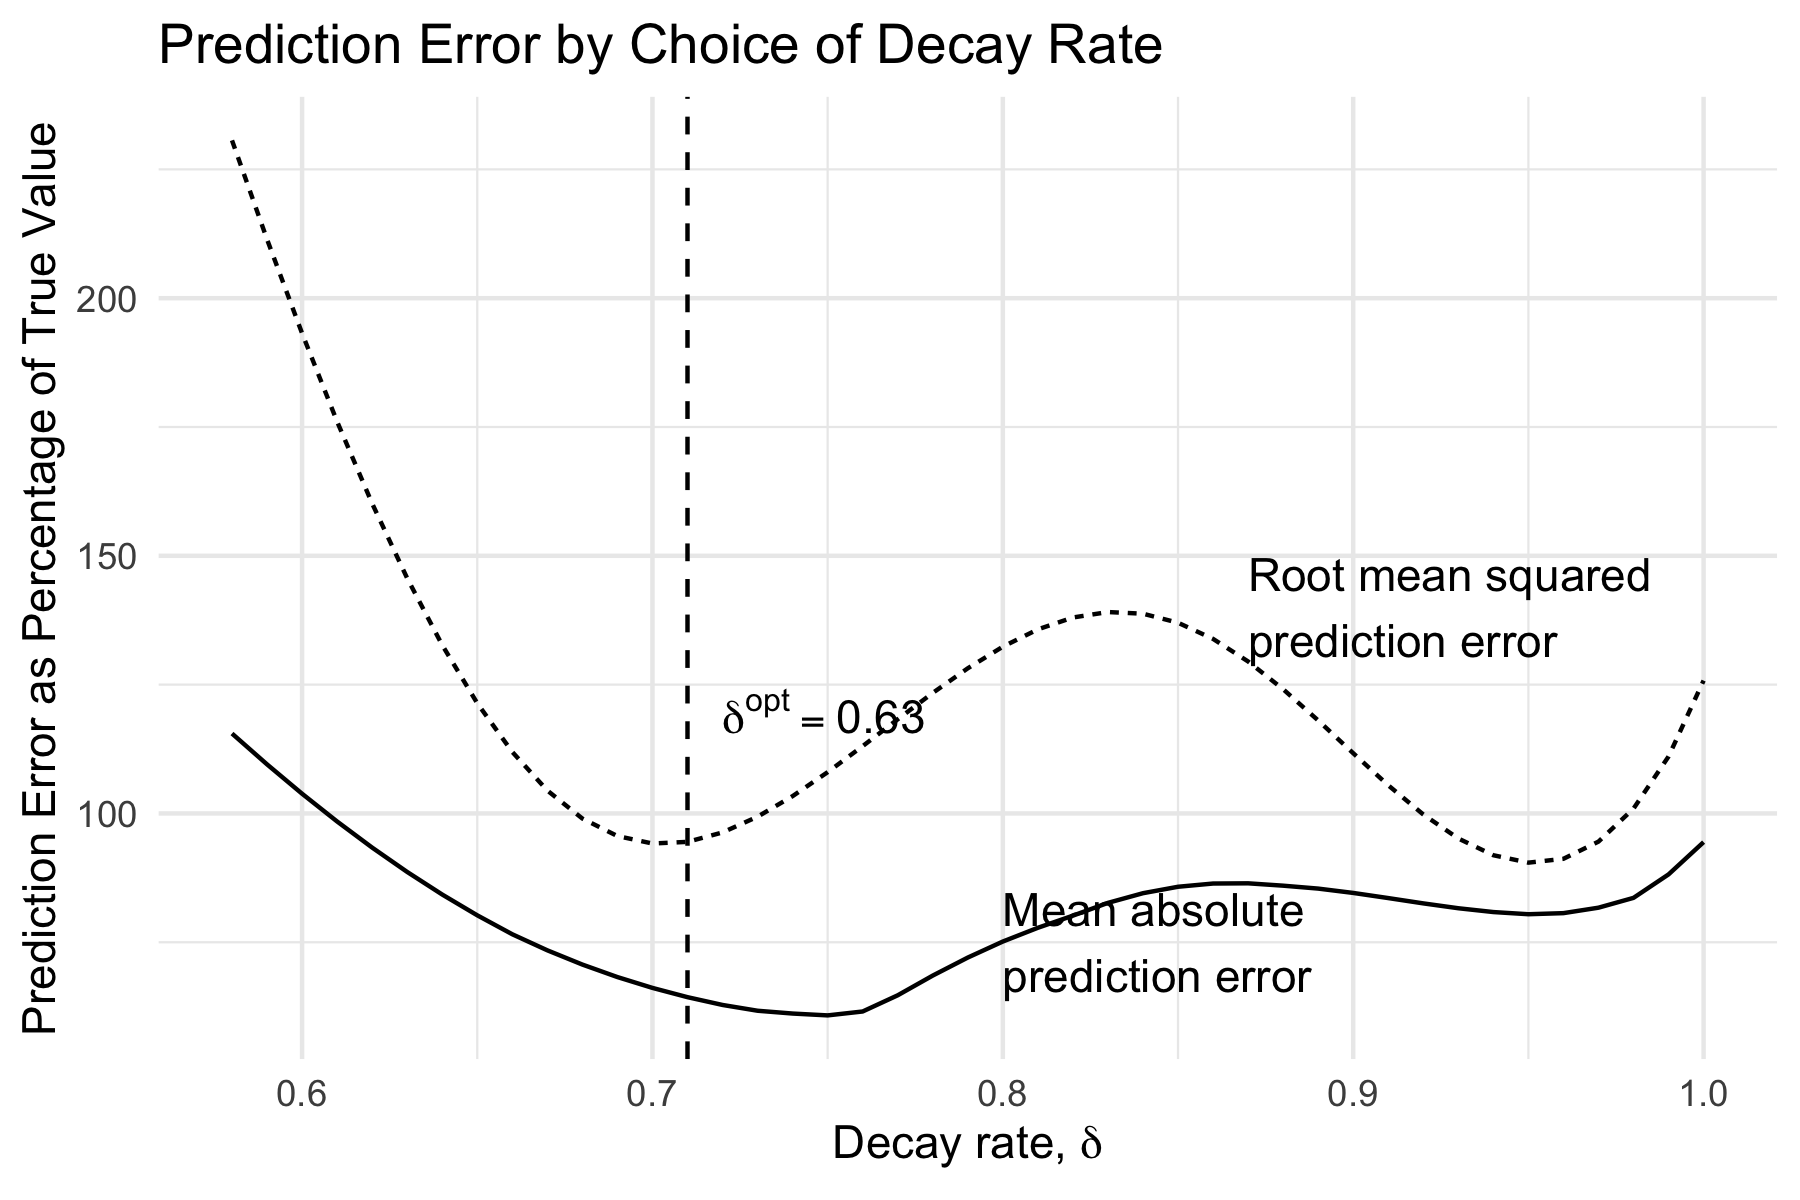 Prediction Error by Choice of Decay Rate
Prediction Error as Percentage of True Value
200
150
100
Root mean squared
prediction error
δopt = 0.63
Mean absolute
prediction error
0.6
0.7
0.8
0.9
1.0
Decay rate, δ